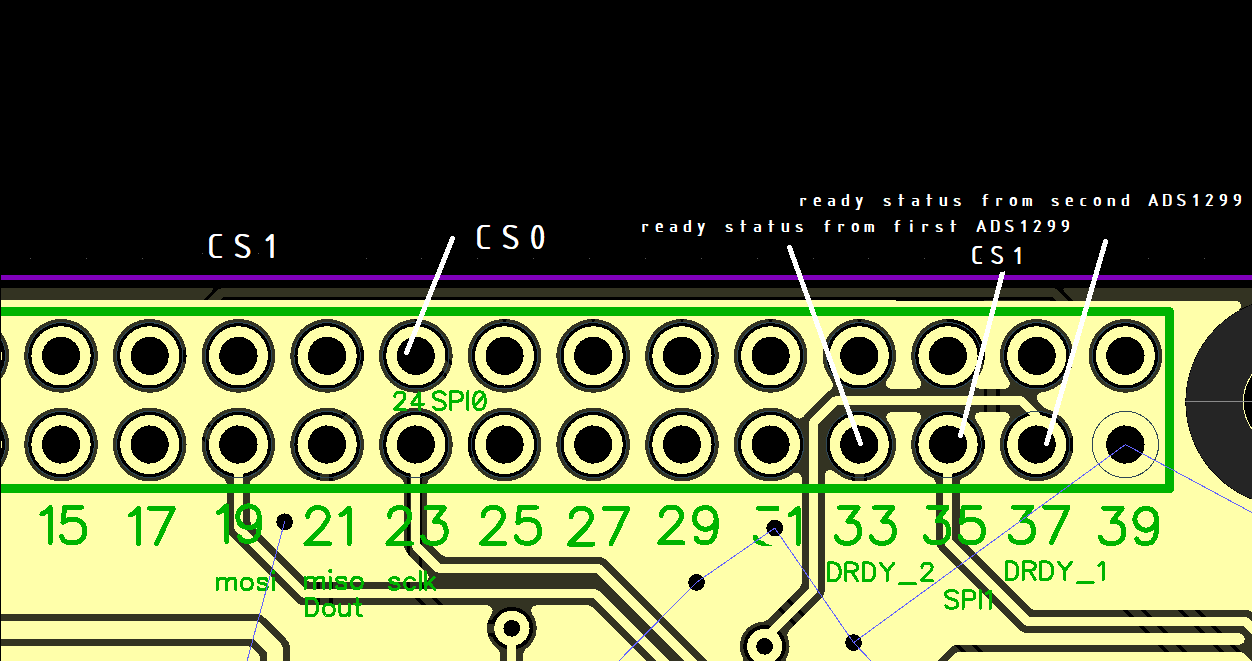 ready status from second ADS1299
ready status from first ADS1299
CS1 CS0 CS1
24 SPI0
15 17 19 21 23 25 27 29 31 33 35 37 39
mosi miso sclk DRDY_2 DRDY_1
Dout SPI1